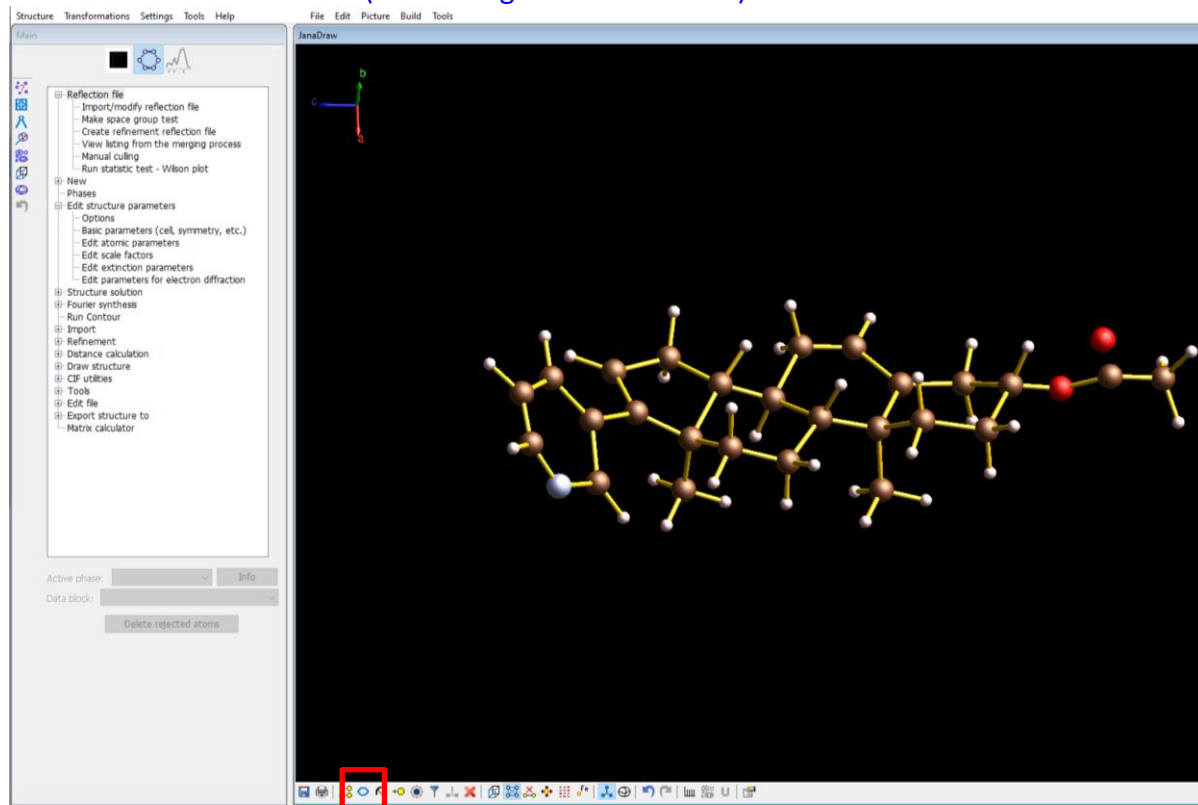 Structure Transformations Settings Tools Help
File Edit Picture Build Tools
Main
JanaDraw
Reflection file
Import/modify reflection file
Make space group test
Create refinement reflection file
View listing from the merging process
Manual culling
Run statistic test - Wilson plot
New
Phases
Edit structure parameters
Options
Basic parameters (cell, symmetry, etc.)
Edit atomic parameters
Edit scale factors
Edit extinction parameters
Edit parameters for electron diffraction
Structure solution
Fourier synthesis
Run Contour
Import
Refinement
Distance calculation
Draw structure
CIF utilities
Tools
Edit file
Export structure to
Matrix calculator
Active phase:
Info
Data block:
Delete rejected atoms
b
c
a